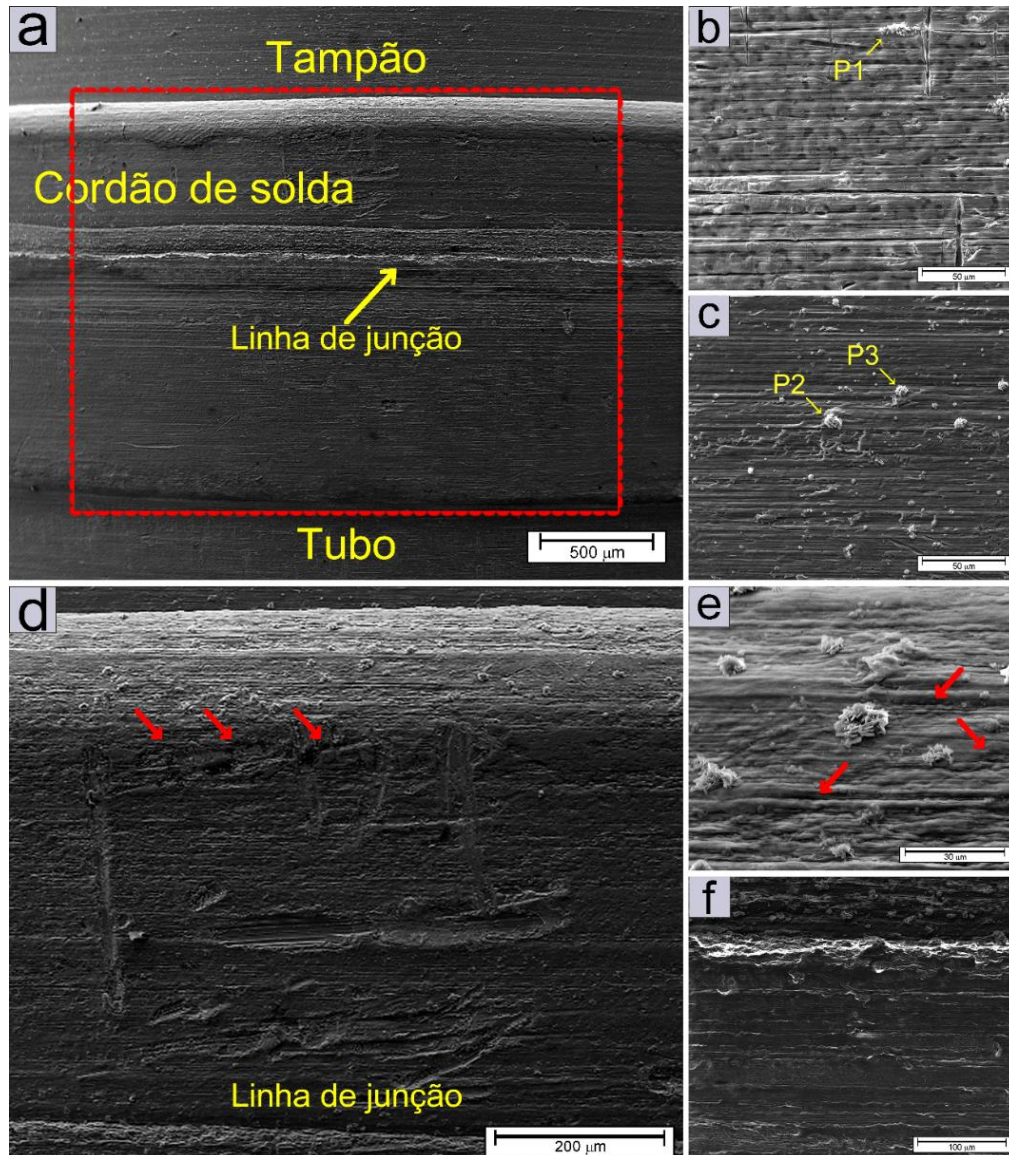 a
Tampão
Cordão de solda
Linha de junção
Tubo
500 µm
b
P1
50 µm
c
P3
P2
50 µm
d
Linha de junção
200 µm
e
30 µm
f
100 µm